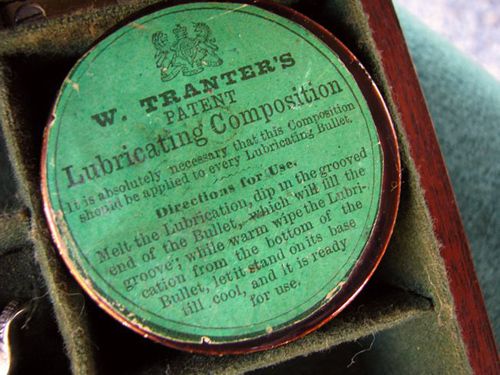 W. TRANTER'S
PATENT
Lubricating Composition
It is absolutely necessary that this Composition
should be applied to every Lubricating Bullet.
Directions for Use.
Melt the Lubrication, dip in the grooved
end of the Bullet, which will fill the
groove; while warm wipe the Lubri-
cation from the bottom of the
Bullet, let it stand on its base
till cool, and it is ready
for use.